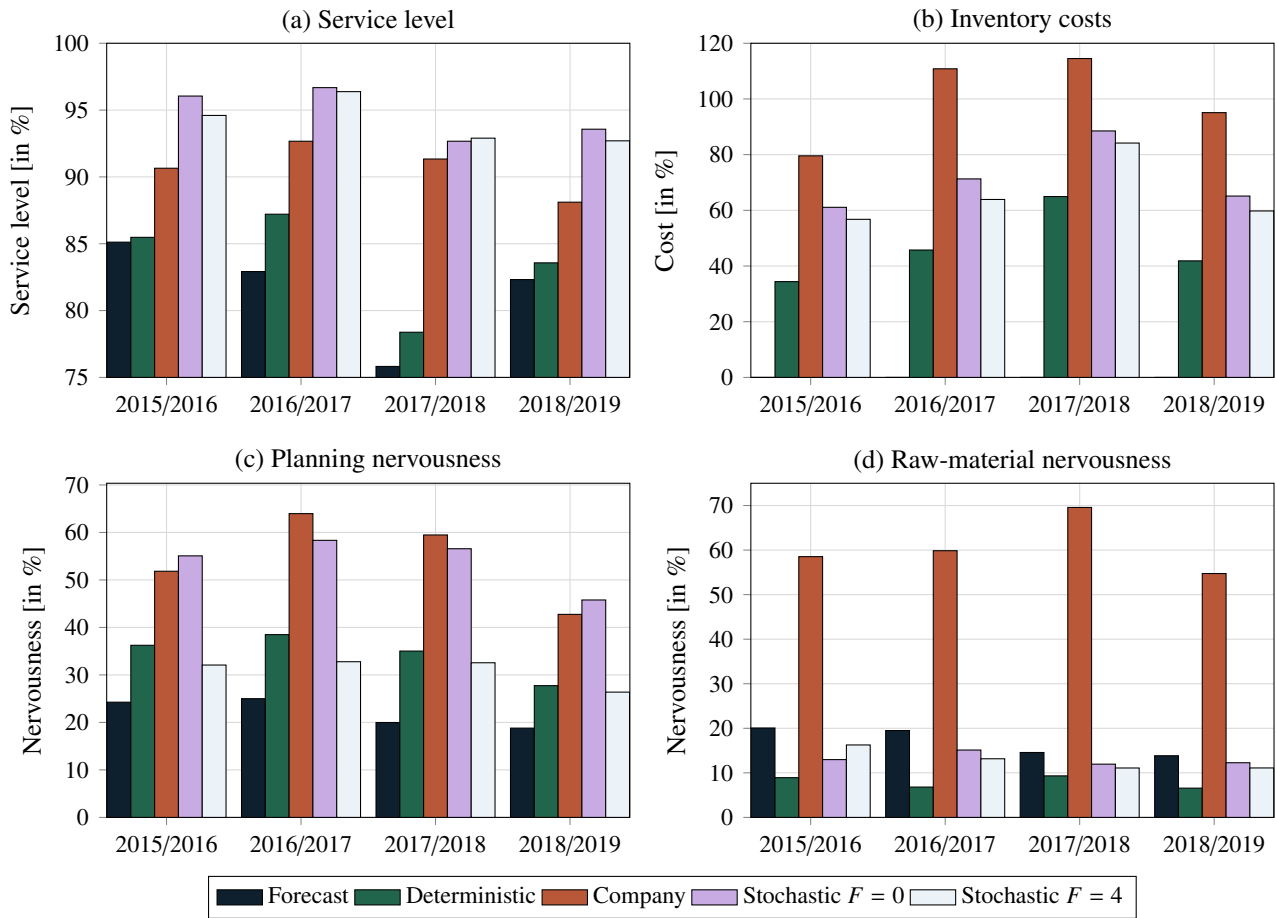 (a) Service level
Service level [in %]
100
95
90
85
80
75
2015/2016 2016/2017 2017/2018 2018/2019
(b) Inventory costs
Cost [in %]
120
100
80
60
40
20
0
2015/2016 2016/2017 2017/2018 2018/2019
(c) Planning nervousness
Nervousness [in %]
70
60
50
40
30
20
10
0
2015/2016 2016/2017 2017/2018 2018/2019
(d) Raw-material nervousness
Nervousness [in %]
70
60
50
40
30
20
10
0
2015/2016 2016/2017 2017/2018 2018/2019
Forecast Deterministic Company Stochastic F = 0 Stochastic F = 4